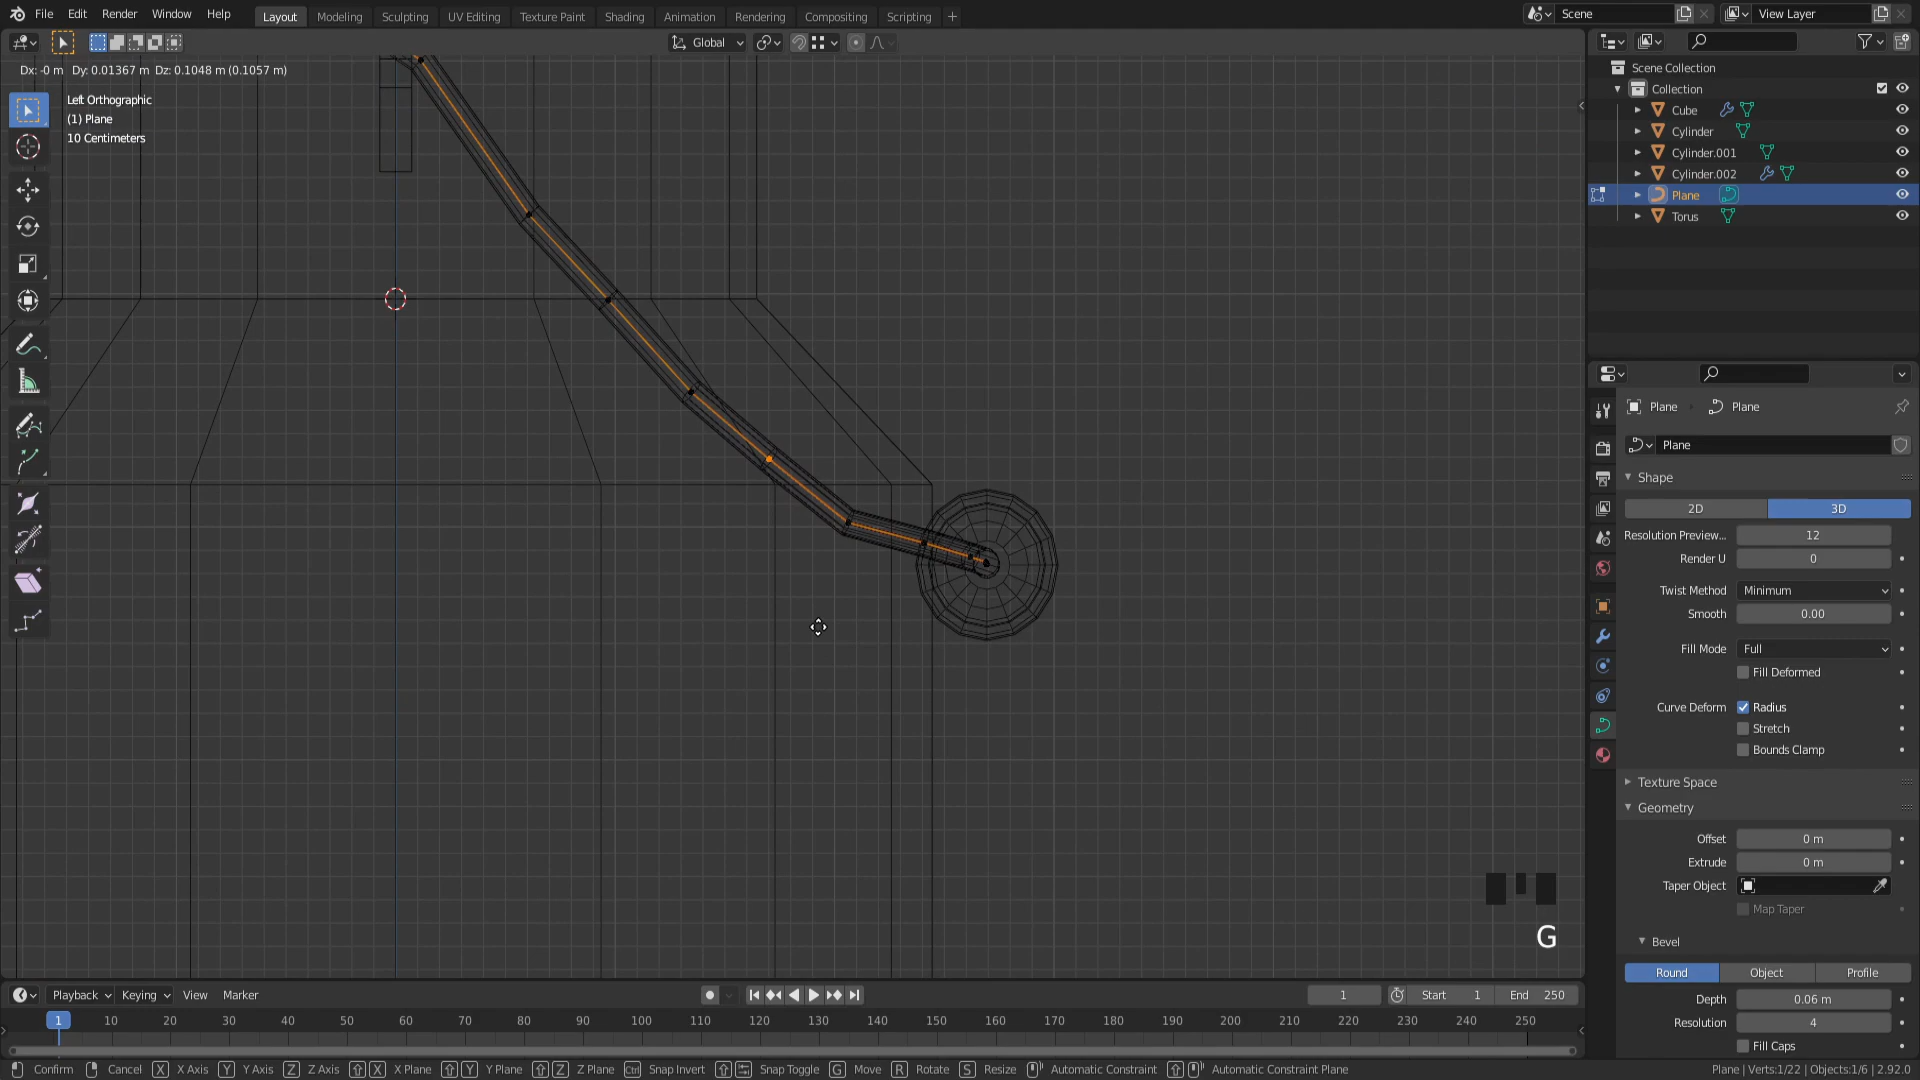 File Edit Render Window Help
Layout Modeling Sculpting UV Editing Texture Paint Shading Animation Rendering Compositing Scripting
Scene
View Layer
Global
Dx: -0 m Dy: 0.01367 m Dz: 0.1048 m (0.1057 m)
Left Orthographic
(1) Plane
10 Centimeters
G
Scene Collection
Collection
Cube
Cylinder
Cylinder.001
Cylinder.002
Plane
Torus
Plane Plane
Plane
Shape
2D 3D
Resolution Preview... 12
Render U 0
Twist Method Minimum
Smooth 0.00
Fill Mode Full
Fill Deformed
Curve Deform Radius
Stretch
Bounds Clamp
Texture Space
Geometry
Offset 0 m
Extrude 0 m
Taper Object
Map Taper
Bevel
Round Object Profile
Depth 0.06 m
Resolution 4
Fill Caps
Playback Keying View Marker
1 Start 1 End 250
1 10 20 30 40 50 60 70 80 90 100 110 120 130 140 150 160 170 180 190 200 210 220 230 240 250
Confirm Cancel X X Axis Y Y Axis Z Z Axis X X Plane Y Y Plane Z Z Plane Ctrl Snap Invert Snap Toggle G Move R Rotate S Resize Automatic Constraint Automatic Constraint Plane
Plane | Verts:1/22 | Objects:1/6 | 2.92.0